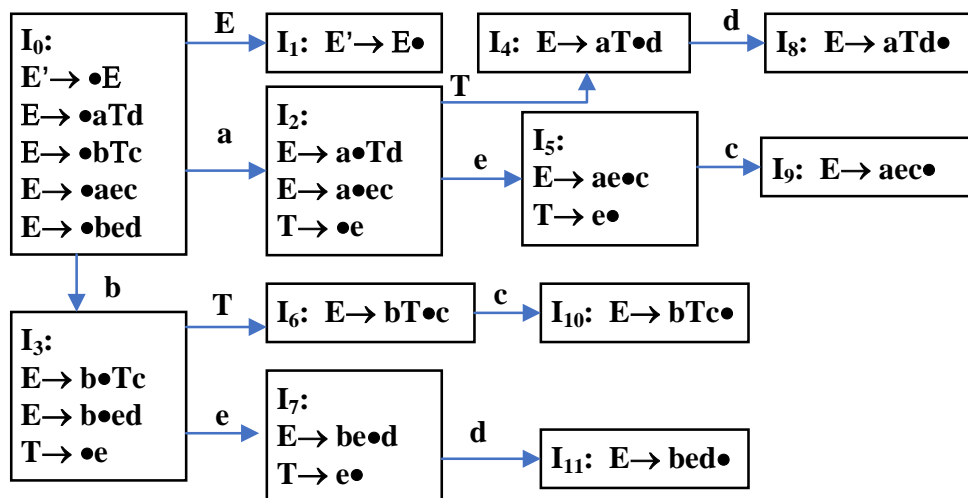 I₀:
E’→ •E
E→ •aTd
E→ •bTc
E→ •aec
E→ •bed
E
I₁: E’→ E•
a
I₂:
E→ a•Td
E→ a•ec
T→ •e
T
I₄: E→ aT•d
d
I₈: E→ aTd•
e
I₅:
E→ ae•c
T→ e•
c
I₉: E→ aec•
b
I₃:
E→ b•Tc
E→ b•ed
T→ •e
T
I₆: E→ bT•c
c
I₁₀: E→ bTc•
e
I₇:
E→ be•d
T→ e•
d
I₁₁: E→ bed•